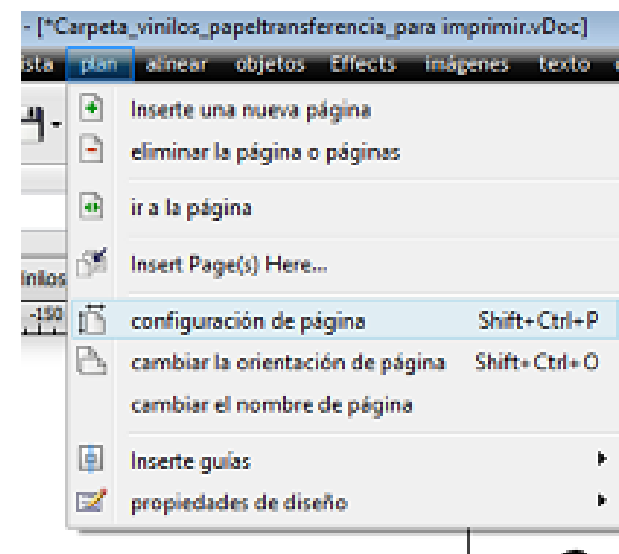 - [*Carpeta_vinilos_papeltransferencia_para imprimir.vDoc]
ista plan alinear objetos Effects imágenes texto
Inserte una nueva página
eliminar la página o páginas
ir a la página
Insert Page(s) Here...
inilos
-150
configuración de página Shift+Ctrl+P
cambiar la orientación de página Shift+Ctrl+O
cambiar el nombre de página
Inserte guías
propiedades de diseño